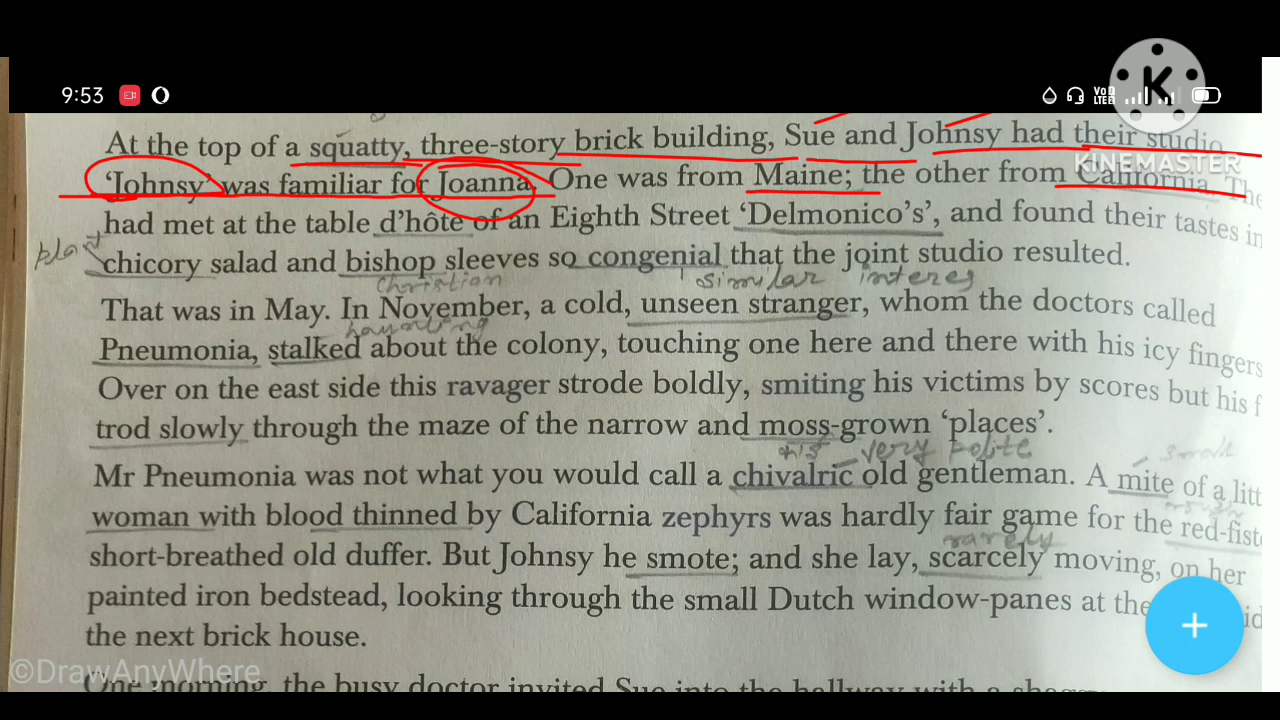 9:53
VoD
LTE
K
KINEMASTER
At the top of a squatty, three-story brick building, Sue and Johnsy had their studio
'Johnsy' was familiar for Joanna. One was from Maine; the other from California. The
had met at the table d'hôte of an Eighth Street 'Delmonico's', and found their tastes in
plant
chicory salad and bishop sleeves so congenial that the joint studio resulted.
christian
similar interes
That was in May. In November, a cold, unseen stranger, whom the doctors called
haunting
Pneumonia, stalked about the colony, touching one here and there with his icy fingers
Over on the east side this ravager strode boldly, smiting his victims by scores but his f
trod slowly through the maze of the narrow and moss-grown 'places'.
very polite
small
Mr Pneumonia was not what you would call a chivalric old gentleman. A mite of a litt
woman with blood thinned by California zephyrs was hardly fair game for the red-fiste
rarely
short-breathed old duffer. But Johnsy he smote; and she lay, scarcely moving, on her
painted iron bedstead, looking through the small Dutch window-panes at the
the next brick house.
©DrawAnyWhere
One morning, the busy doctor invited Sue into the hallway with a